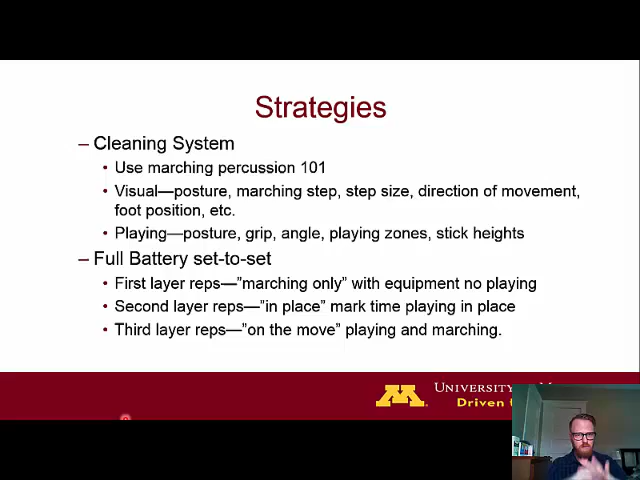 Strategies
– Cleaning System
• Use marching percussion 101
• Visual—posture, marching step, step size, direction of movement,
foot position, etc.
• Playing—posture, grip, angle, playing zones, stick heights
– Full Battery set-to-set
• First layer reps—”marching only” with equipment no playing
• Second layer reps—”in place” mark time playing in place
• Third layer reps—”on the move” playing and marching.
M UNIVERSITY
Driven